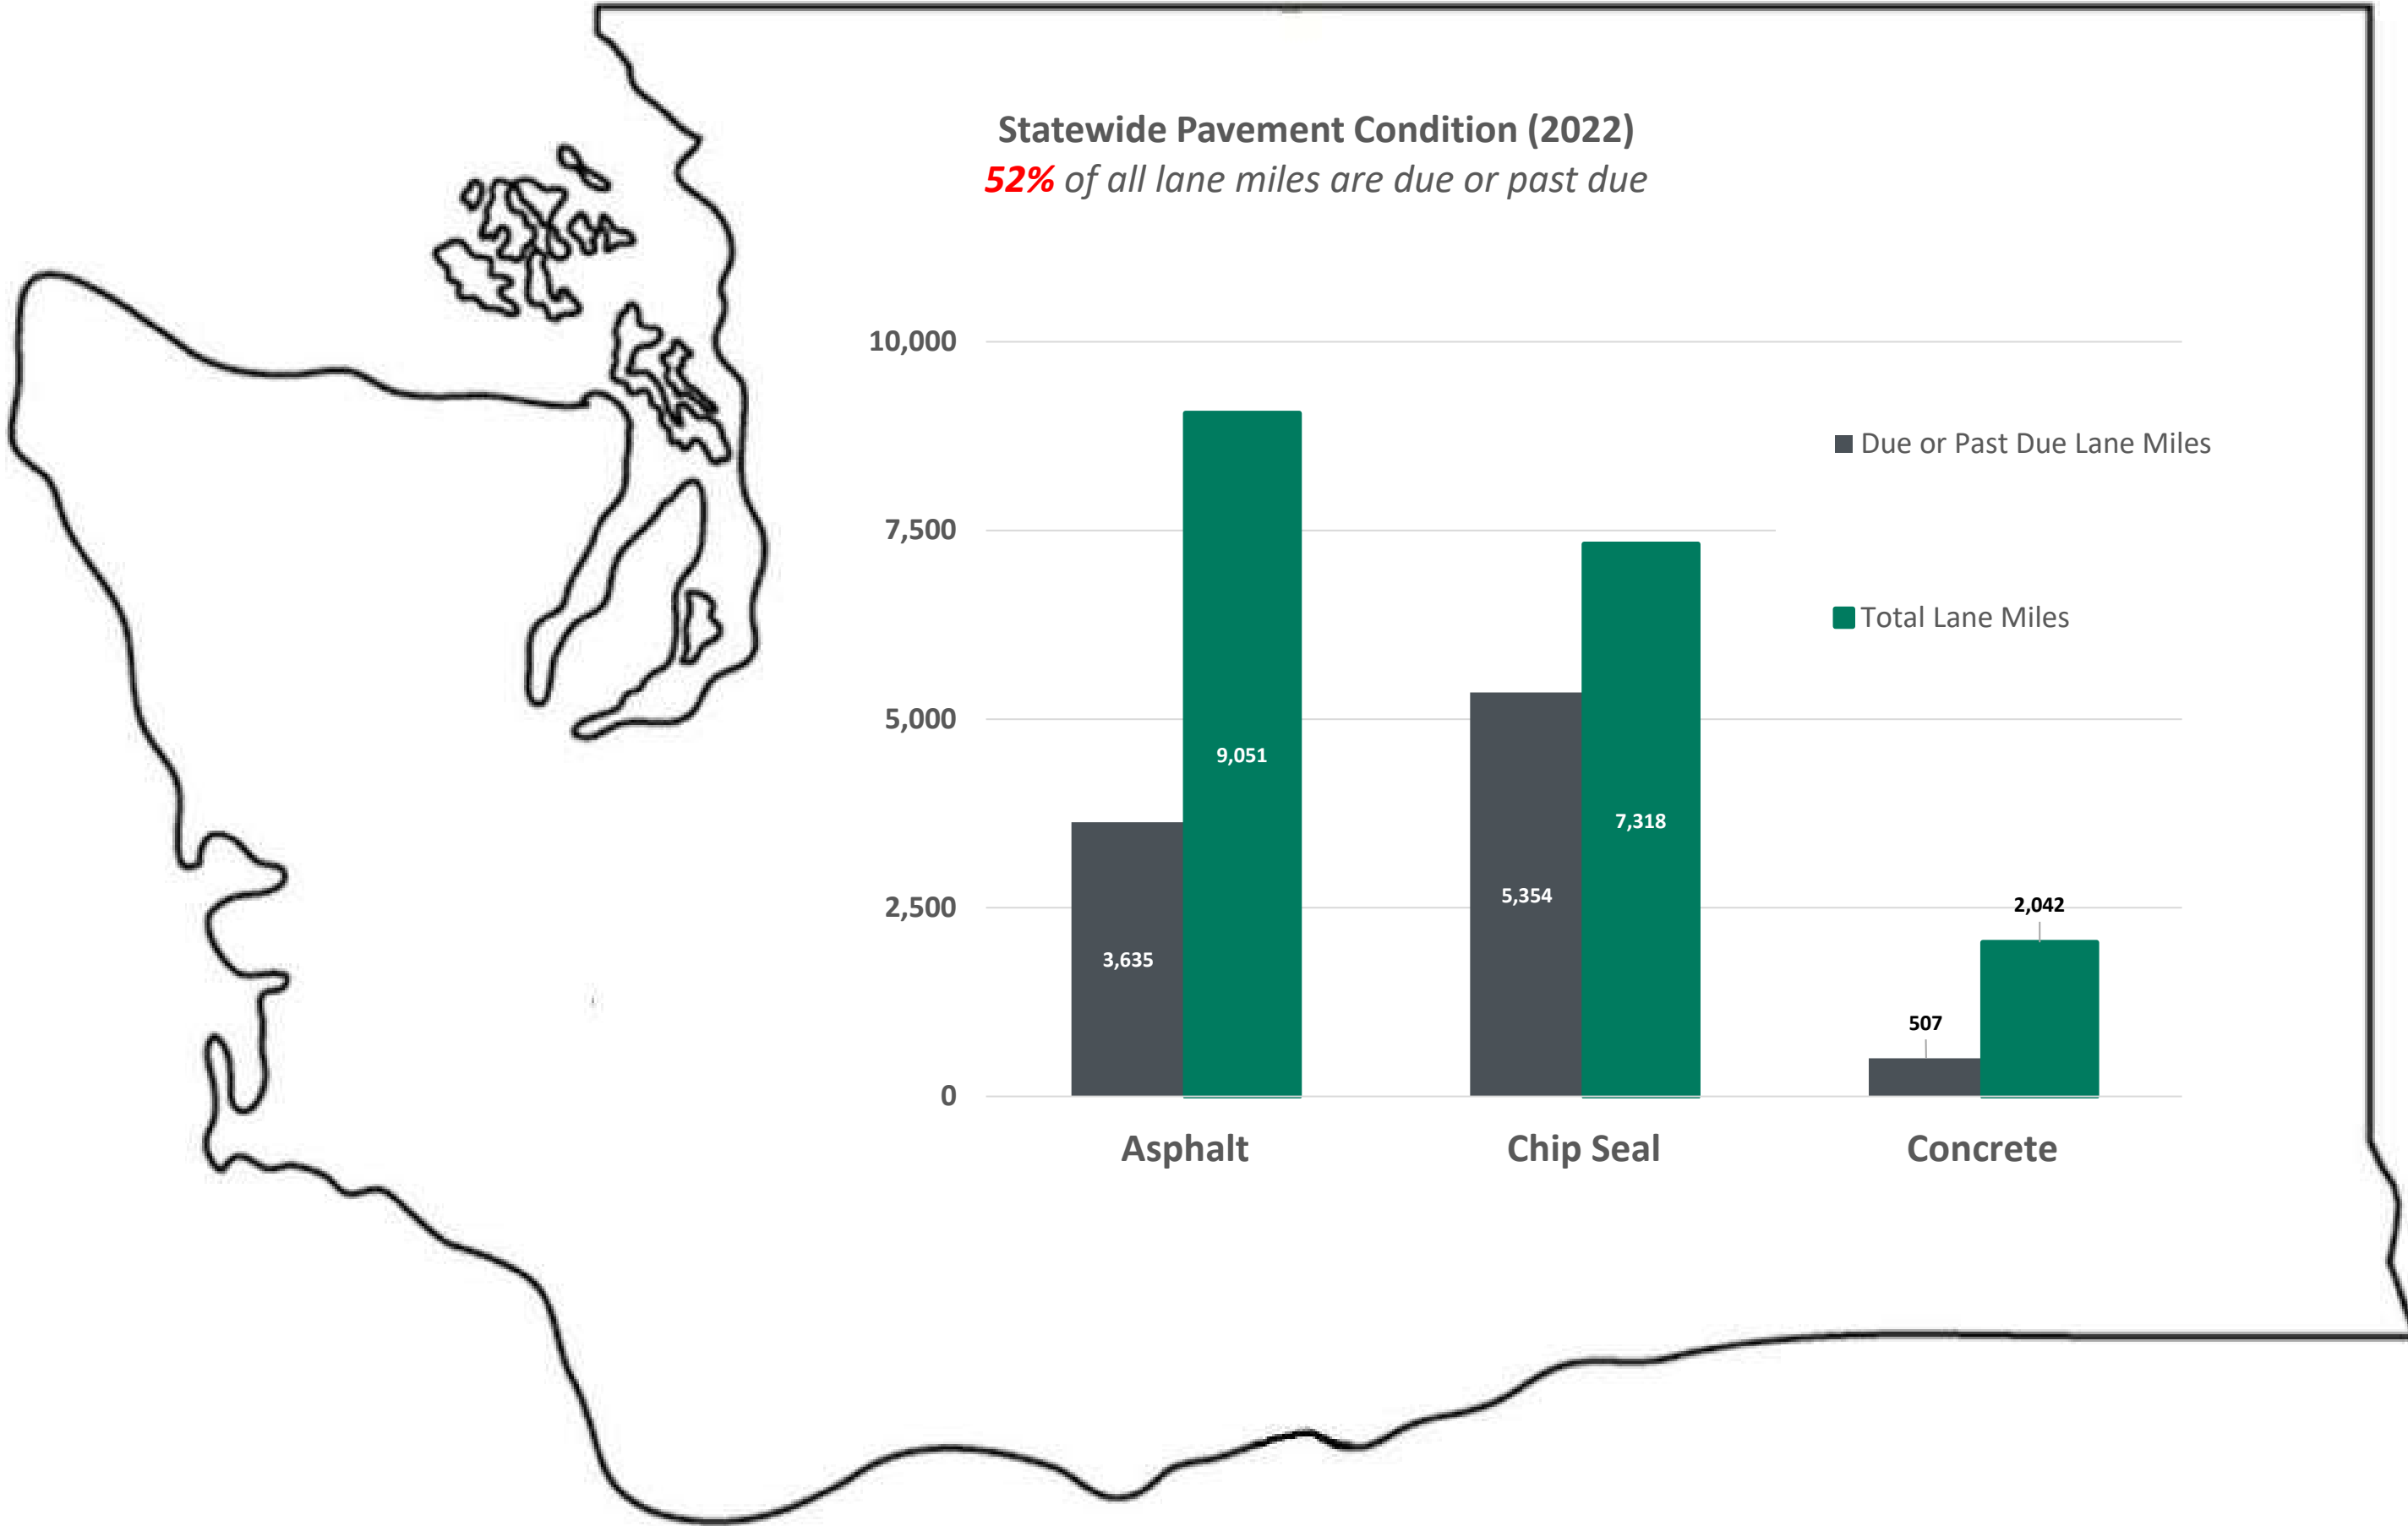 Statewide Pavement Condition (2022)
52% of all lane miles are due or past due
10,000
7,500
5,000
2,500
0
Due or Past Due Lane Miles
Total Lane Miles
3,635
9,051
5,354
7,318
507
2,042
Asphalt
Chip Seal
Concrete